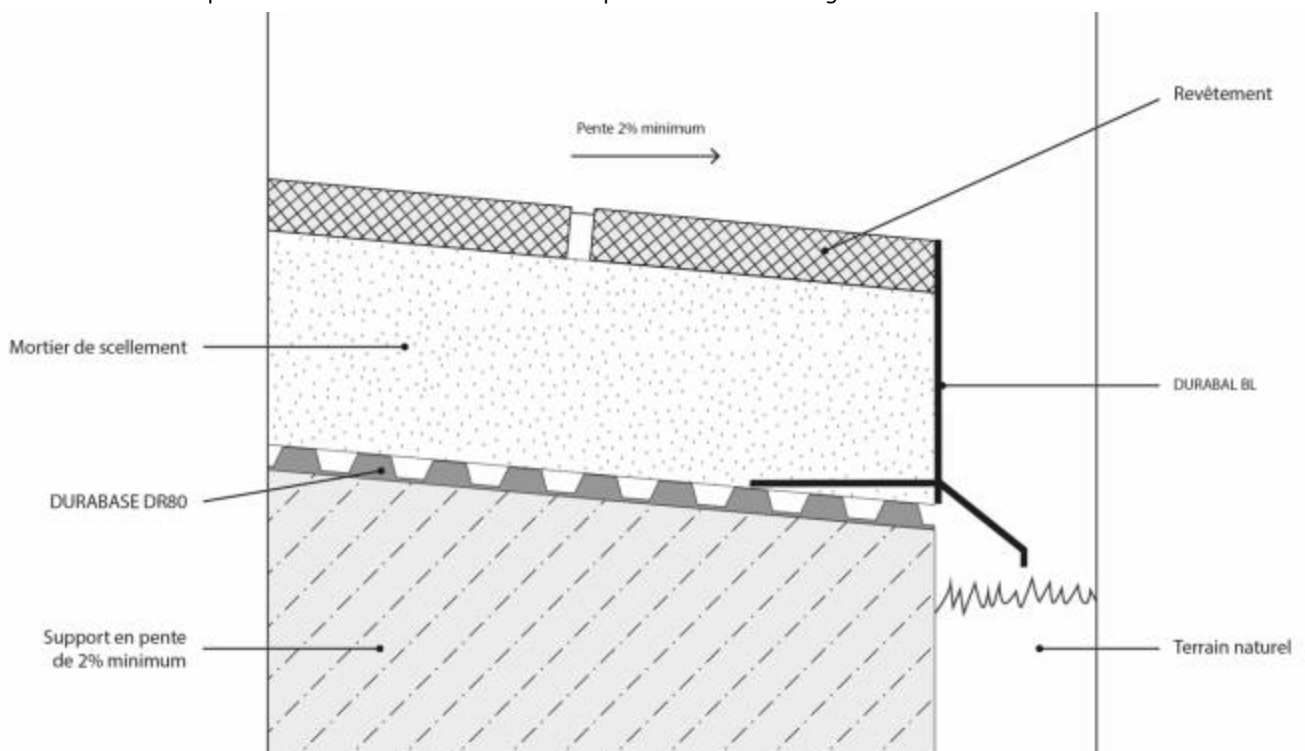 Pente 2% minimum
Revêtement
Mortier de scellement
DURABAL BL
DURABASE DR80
Support en pente
de 2% minimum
Terrain naturel